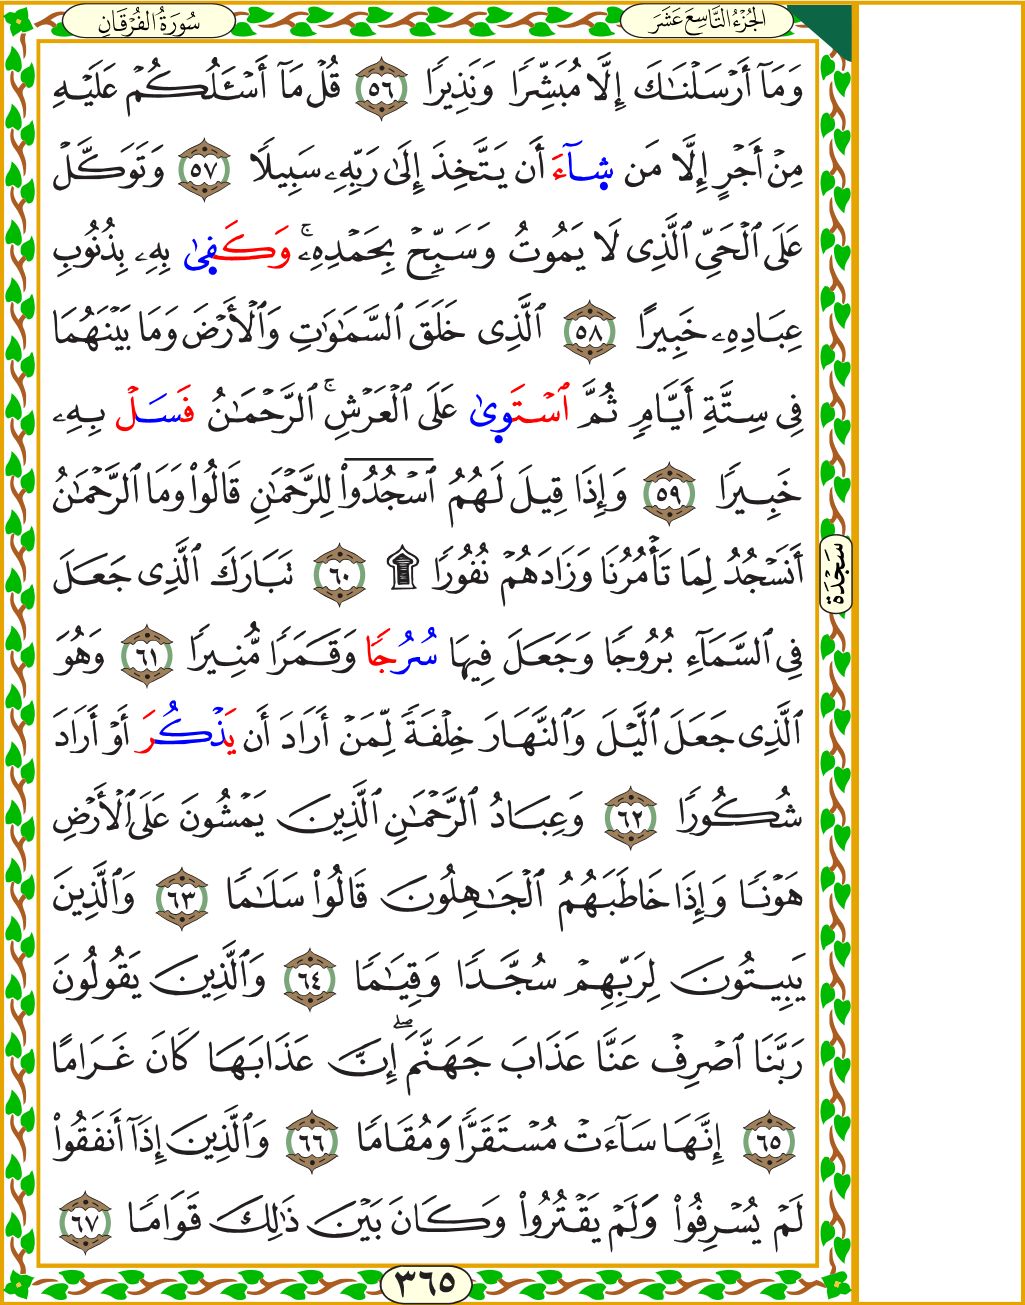 سُورَةُ الفُرْقَانِ
الجُزْءُ التَّاسِعَ عَشَرَ
وَمَآ أَرْسَلْنَٰكَ إِلَّا مُبَشِّرًا وَنَذِيرًا ٥٦ قُلْ مَآ أَسْـَٔلُكُمْ عَلَيْهِ
مِنْ أَجْرٍ إِلَّا مَن شَآءَ أَن يَتَّخِذَ إِلَىٰ رَبِّهِۦ سَبِيلًا ٥٧ وَتَوَكَّلْ
عَلَى ٱلْحَىِّ ٱلَّذِى لَا يَمُوتُ وَسَبِّحْ بِحَمْدِهِۦۚ وَكَفِىٰ بِهِۦ بِذُنُوبِ
عِبَادِهِۦ خَبِيرًا ٥٨ ٱلَّذِى خَلَقَ ٱلسَّمَٰوَٰتِ وَٱلْأَرْضَ وَمَا بَيْنَهُمَا
فِى سِتَّةِ أَيَّامٍ ثُمَّ ٱسْتَوِىٰ عَلَى ٱلْعَرْشِۚ ٱلرَّحْمَٰنُ فَسَلْ بِهِۦ
خَبِيرًا ٥٩ وَإِذَا قِيلَ لَهُمُ ٱسْجُدُوا۟ لِلرَّحْمَٰنِ قَالُوا۟ وَمَا ٱلرَّحْمَٰنُ
أَنَسْجُدُ لِمَا تَأْمُرُنَا وَزَادَهُمْ نُفُورًا ۩ ٦٠ تَبَارَكَ ٱلَّذِى جَعَلَ
سَجْدَة
فِى ٱلسَّمَآءِ بُرُوجًا وَجَعَلَ فِيهَا سُرُجًا وَقَمَرًا مُّنِيرًا ٦١ وَهُوَ
ٱلَّذِى جَعَلَ ٱلَّيْلَ وَٱلنَّهَارَ خِلْفَةً لِّمَنْ أَرَادَ أَن يَذْكُرَ أَوْ أَرَادَ
شُكُورًا ٦٢ وَعِبَادُ ٱلرَّحْمَٰنِ ٱلَّذِينَ يَمْشُونَ عَلَى ٱلْأَرْضِ
هَوْنًا وَإِذَا خَاطَبَهُمُ ٱلْجَٰهِلُونَ قَالُوا۟ سَلَٰمًا ٦٣ وَٱلَّذِينَ
يَبِيتُونَ لِرَبِّهِمْ سُجَّدًا وَقِيَٰمًا ٦٤ وَٱلَّذِينَ يَقُولُونَ
رَبَّنَا ٱصْرِفْ عَنَّا عَذَابَ جَهَنَّمَۖ إِنَّ عَذَابَهَا كَانَ غَرَامًا
٦٥ إِنَّهَا سَآءَتْ مُسْتَقَرًّا وَمُقَامًا ٦٦ وَٱلَّذِينَ إِذَآ أَنفَقُوا۟
لَمْ يُسْرِفُوا۟ وَلَمْ يَقْتُرُوا۟ وَكَانَ بَيْنَ ذَٰلِكَ قَوَامًا ٦٧
٣٦٥